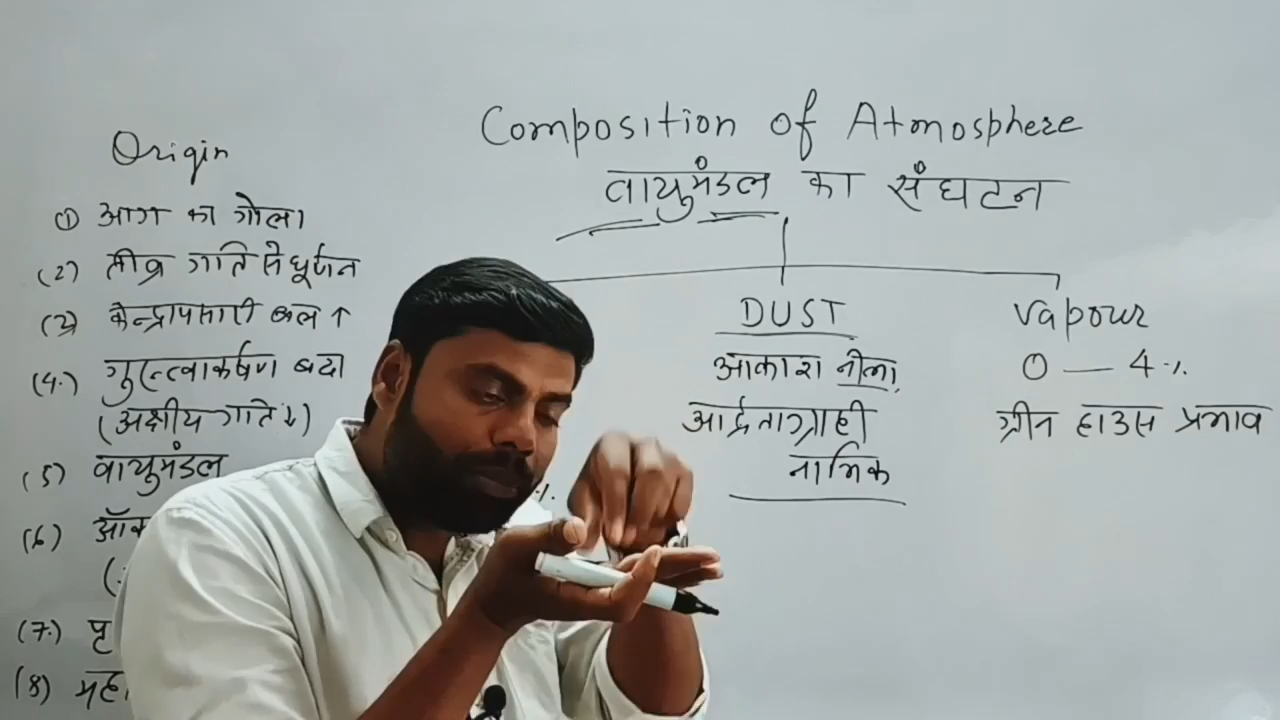 Origin
(1) आग का गोला
(2) तीव्र गति से घूर्णन
(3) केन्द्रापसारी बल ↑
(4.) गुरुत्वाकर्षण बढ़ा
(अक्षीय गति ↓)
(5) वायुमंडल
(6)
(7.) पृ
(8) महा
Composition of Atmosphere
वायुमंडल का संघटन
DUST
आकाश नीला
आर्द्रताग्राही
नाभिक
Vapour
0 — 4 %
ग्रीन हाउस प्रभाव